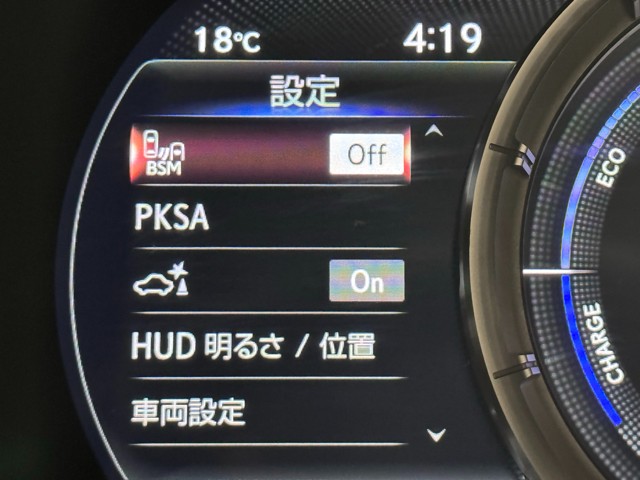 18℃ 4:19
設定
BSM Off
PKSA
On
HUD 明るさ / 位置
車両設定
ECO
CHARGE